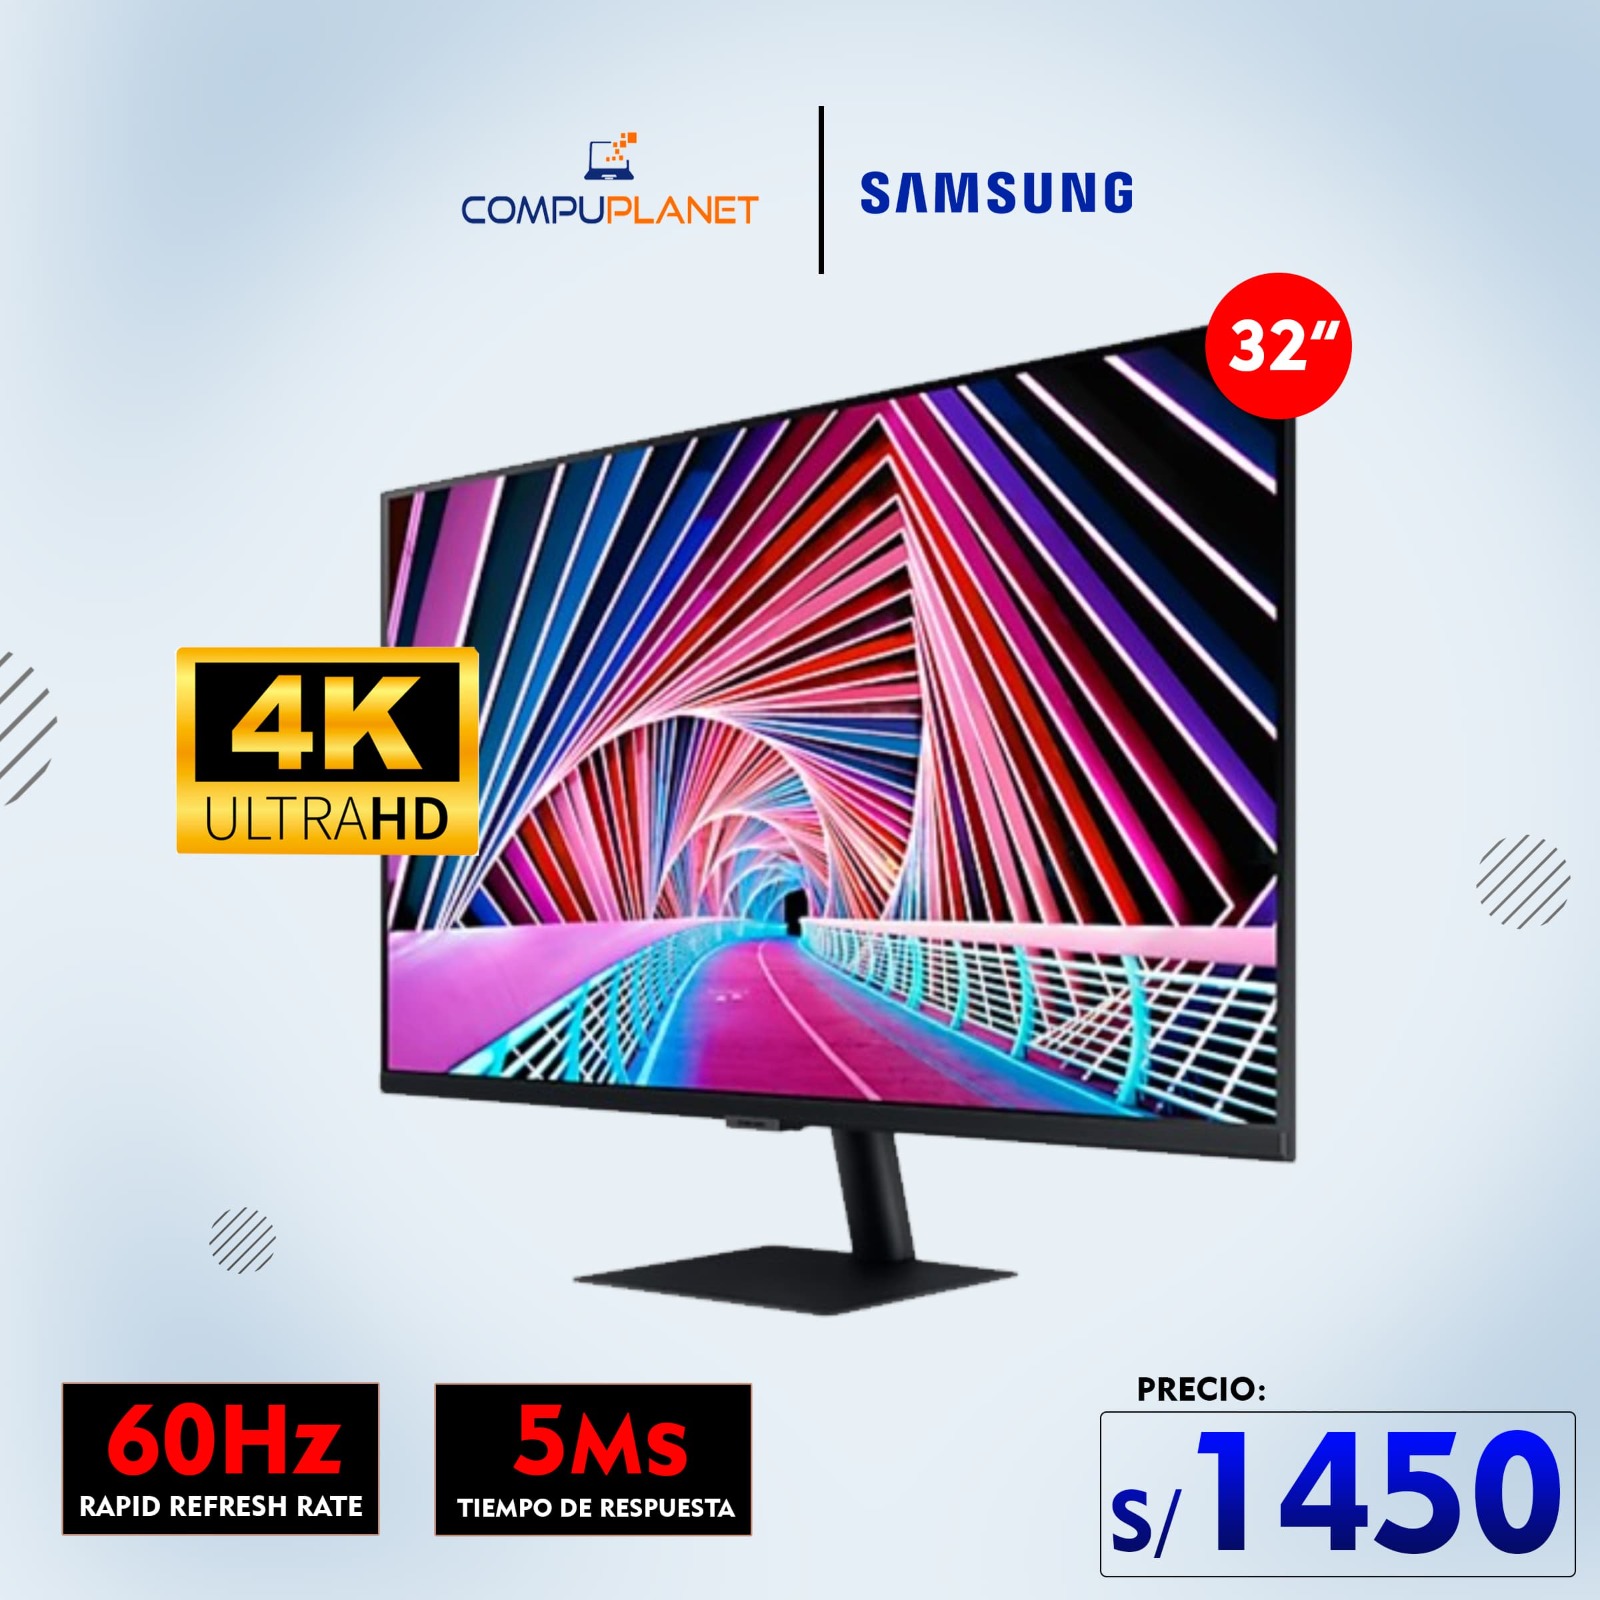 COMPUPLANET
SAMSUNG
32"
4K
ULTRAHD
60Hz
RAPID REFRESH RATE
5Ms
TIEMPO DE RESPUESTA
PRECIO:
S/1450